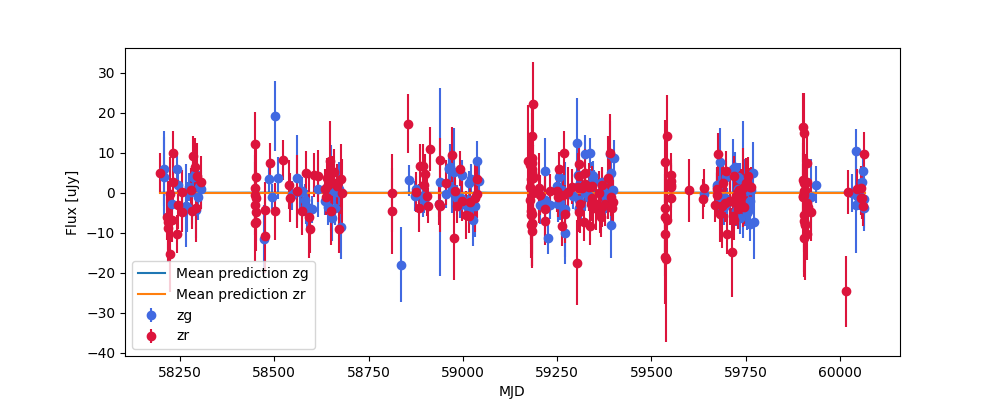 30
20
10
0
−10
−20
−30
−40
Flux [uJy]
Mean prediction zg
Mean prediction zr
zg
zr
58250 58500 58750 59000 59250 59500 59750 60000
MJD